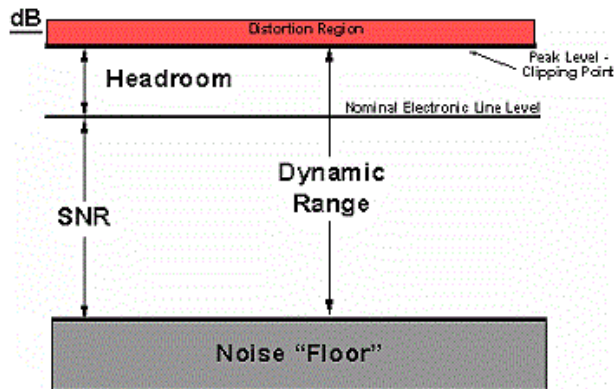 dB
Distortion Region
Peak Level -
Clipping Point
Headroom
Nominal Electronic Line Level
Dynamic
Range
SNR
Noise “Floor”